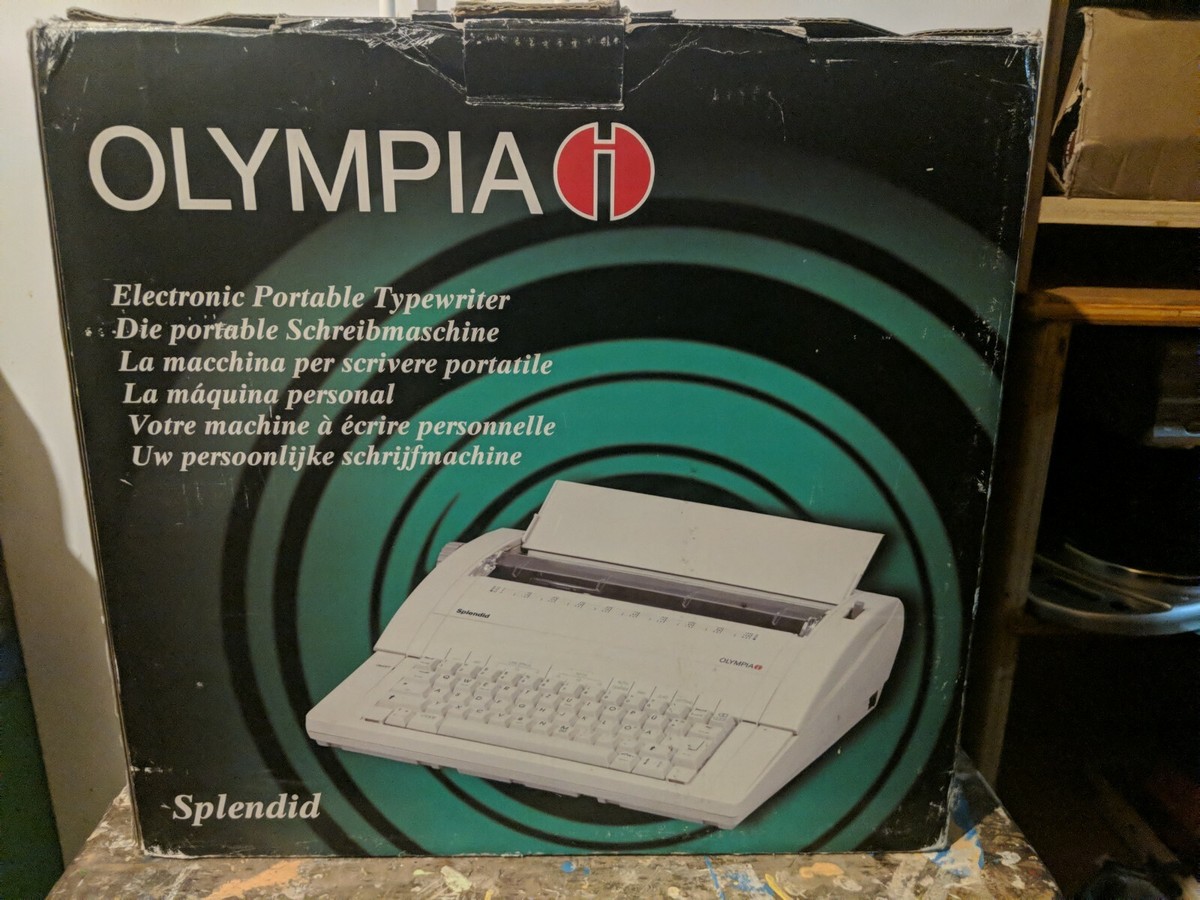 OLYMPIA
Electronic Portable Typewriter
Die portable Schreibmaschine
La macchina per scrivere portatile
La máquina personal
Votre machine à écrire personnelle
Uw persoonlijke schrijfmachine
Splendid
OLYMPIA
Splendid